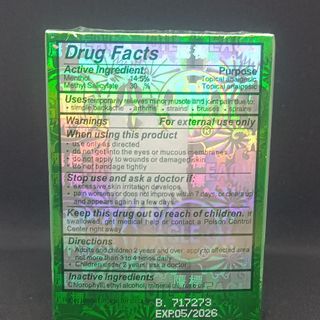 Drug Facts
Active Ingredients Purpose
Menthol 14.5% Topical analgesic
Methyl Salicylate 30 % Topical analgesic
Uses temporarily relieves minor muscle and joint pain due to:
• simple backache • arthritis • strains • bruises • sprains
Warnings For external use only
When using this product
• use only as directed
• do not get into the eyes or mucous membranes
• do not apply to wounds or damaged skin
• do not bandage tightly
Stop use and ask a doctor if:
• excessive skin irritation develops
• pain worsens or does not improve within 7 days, or clears up
and appears again a few days.
Keep this drug out of reach of children. If
swallowed, get medical help or contact a Poison Control
Center right away
Directions
• Adults and children 2 years and over, apply to affected area
not more than 3 to 4 times daily
• Children under 2 years: ask a doctor
Inactive Ingredients
Chlorophyll, ethyl alcohol, mineral oil,
B. 717273
EXP.05/2026